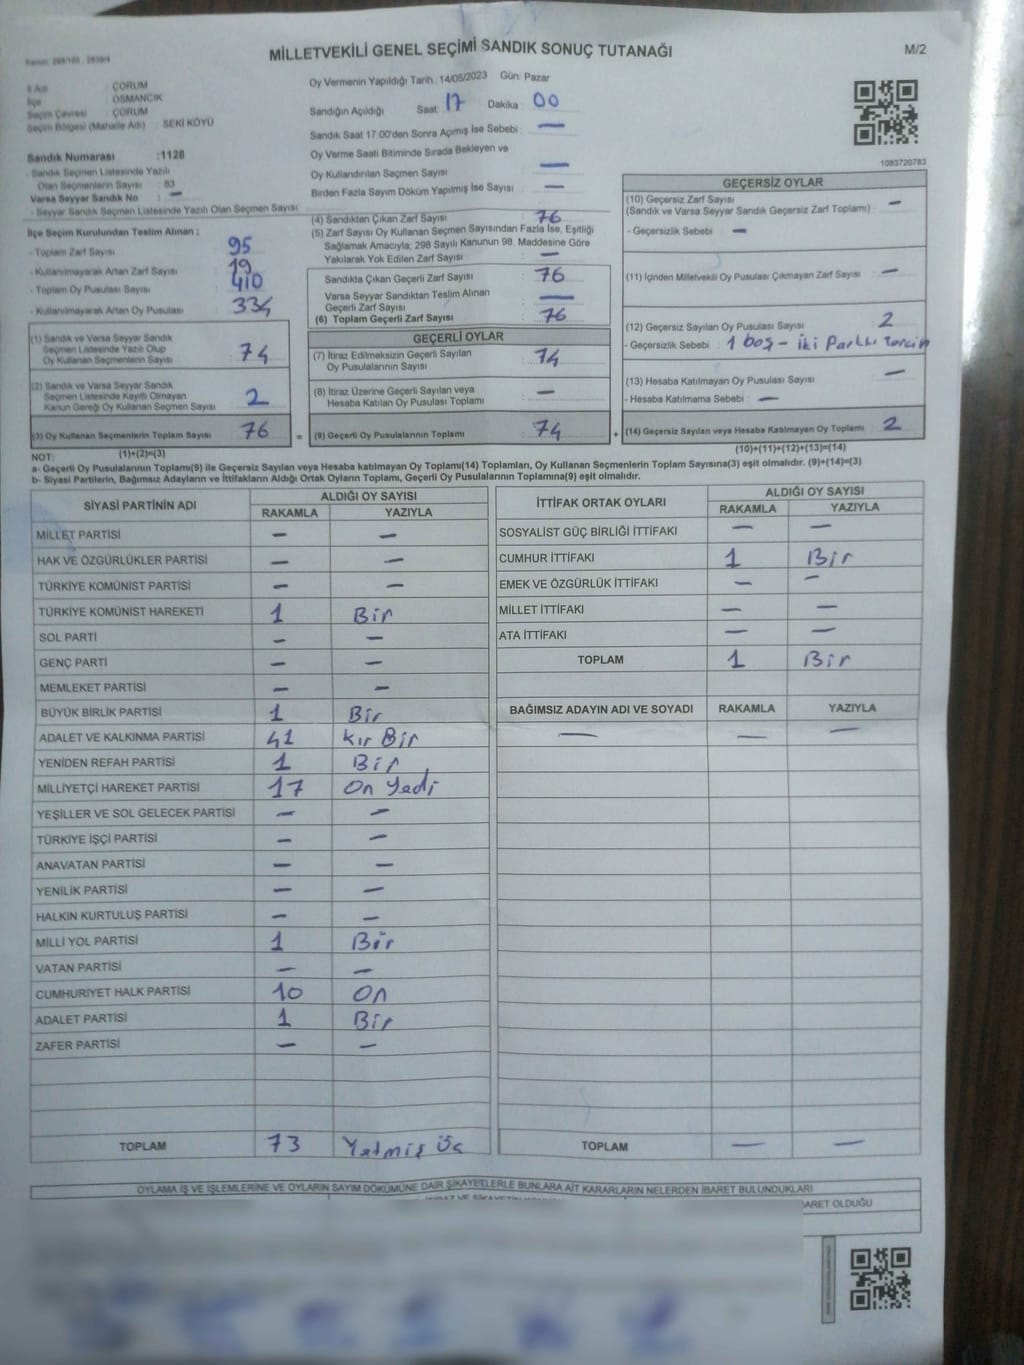 MİLLETVEKİLİ GENEL SEÇİMİ SANDIK SONUÇ TUTANAĞI
M/2
İl Adı : ÇORUM
İlçe : OSMANCIK
Seçim Çevresi : ÇORUM
Seçim Bölgesi (Mahalle Adı) : SEKİ KÖYÜ
Sandık Numarası :1128
- Sandık Seçmen Listesinde Yazılı
Olan Seçmenlerin Sayısı : 83
Varsa Seyyar Sandık No : —
- Seyyar Sandık Seçmen Listesinde Yazılı Olan Seçmen Sayısı
İlçe Seçim Kurulundan Teslim Alınan ;
- Toplam Zarf Sayısı : 95
- Kullanılmayarak Artan Zarf Sayısı : 19
- Toplam Oy Pusulası Sayısı : 410
- Kullanılmayarak Artan Oy Pusulası : 334
(1) Sandık ve Varsa Seyyar Sandık
Seçmen Listesinde Yazılı Olup
Oy Kullanan Seçmenlerin Sayısı : 74
(2) Sandık ve Varsa Seyyar Sandık
Seçmen Listesinde Kayıtlı Olmayan
Kanun Gereği Oy Kullanan Seçmen Sayısı : 2
(3) Oy Kullanan Seçmenlerin Toplam Sayısı : 76
(1)+(2)=(3)
Oy Vermenin Yapıldığı Tarih : 14/05/2023 Gün: Pazar
Sandığın Açıldığı Saat : 17 Dakika : 00
Sandık Saat 17:00'den Sonra Açımış İse Sebebi : —
Oy Verme Saati Bitiminde Sırada Bekleyen ve
Oy Kullandırılan Seçmen Sayısı : —
Birden Fazla Sayım Döküm Yapılmış İse Sayısı : —
(4) Sandıktan Çıkan Zarf Sayısı : 76
(5) Zarf Sayısı Oy Kullanan Seçmen Sayısından Fazla İse, Eşitliği
Sağlamak Amacıyla; 298 Sayılı Kanunun 98. Maddesine Göre
Yakılarak Yok Edilen Zarf Sayısı : —
Sandıkta Çıkan Geçerli Zarf Sayısı : 76
Varsa Seyyar Sandıktan Teslim Alınan
Geçerli Zarf Sayısı : —
(6) Toplam Geçerli Zarf Sayısı : 76
GEÇERLİ OYLAR
(7) İtiraz Edilmeksizin Geçerli Sayılan
Oy Pusulalarının Sayısı : 74
(8) İtiraz Üzerine Geçerli Sayılan veya
Hesaba Katılan Oy Pusulası Toplamı : —
= (9) Geçerli Oy Pusulalarının Toplamı : 74
1083720783
GEÇERSİZ OYLAR
(10) Geçersiz Zarf Sayısı : —
(Sandık ve Varsa Seyyar Sandık Geçersiz Zarf Toplamı)
- Geçersizlik Sebebi : —
(11) İçinden Milletvekili Oy Pusulası Çıkmayan Zarf Sayısı : —
(12) Geçersiz Sayılan Oy Pusulası Sayısı : 2
- Geçersizlik Sebebi : 1 boş - iki Partti Tercin
(13) Hesaba Katılmayan Oy Pusulası Sayısı : —
- Hesaba Katılmama Sebebi : —
+ (14) Geçersiz Sayılan veya Hesaba Katılmayan Oy Toplamı : 2
(10)+(11)+(12)+(13)=(14)
NOT:
a- Geçerli Oy Pusulalarının Toplamı(9) ile Geçersiz Sayılan veya Hesaba katılmayan Oy Toplamı(14) Toplamları, Oy Kullanan Seçmenlerin Toplam Sayısına(3) eşit olmalıdır. (9)+(14)=(3)
b- Siyasi Partilerin, Bağımsız Adayların ve İttifakların Aldığı Ortak Oyların Toplamı, Geçerli Oy Pusulalarının Toplamına(9) eşit olmalıdır.
SİYASİ PARTİNİN ADI ALDIĞI OY SAYISI
RAKAMLA YAZIYLA
MİLLET PARTİSİ — —
HAK VE ÖZGÜRLÜKLER PARTİSİ — —
TÜRKİYE KOMÜNİST PARTİSİ — —
TÜRKİYE KOMÜNİST HAREKETİ 1 Bir
SOL PARTİ — —
GENÇ PARTİ — —
MEMLEKET PARTİSİ — —
BÜYÜK BİRLİK PARTİSİ 1 Bir
ADALET VE KALKINMA PARTİSİ 41 Kır Bir
YENİDEN REFAH PARTİSİ 1 Bir
MİLLİYETÇİ HAREKET PARTİSİ 17 On Yedi
YEŞİLLER VE SOL GELECEK PARTİSİ — —
TÜRKİYE İŞÇİ PARTİSİ — —
ANAVATAN PARTİSİ — —
YENİLİK PARTİSİ — —
HALKIN KURTULUŞ PARTİSİ — —
MİLLİ YOL PARTİSİ 1 Bir
VATAN PARTİSİ — —
CUMHURİYET HALK PARTİSİ 10 On
ADALET PARTİSİ 1 Bir
ZAFER PARTİSİ — —
TOPLAM 73 Yetmiş Üç
İTTİFAK ORTAK OYLARI ALDIĞI OY SAYISI
RAKAMLA YAZIYLA
SOSYALİST GÜÇ BİRLİĞİ İTTİFAKI — —
CUMHUR İTTİFAKI 1 Bir
EMEK VE ÖZGÜRLÜK İTTİFAKI — —
MİLLET İTTİFAKI — —
ATA İTTİFAKI — —
TOPLAM 1 Bir
BAĞIMSIZ ADAYIN ADI VE SOYADI RAKAMLA YAZIYLA
— — —
TOPLAM — —
OYLAMA İŞ VE İŞLEMLERİNE VE OYLARIN SAYIM DÖKÜMÜNE DAİR ŞİKAYETLERLE BUNLARA AİT KARARLARIN NELERDEN İBARET BULUNDUKLARI
BARET OLDUĞU